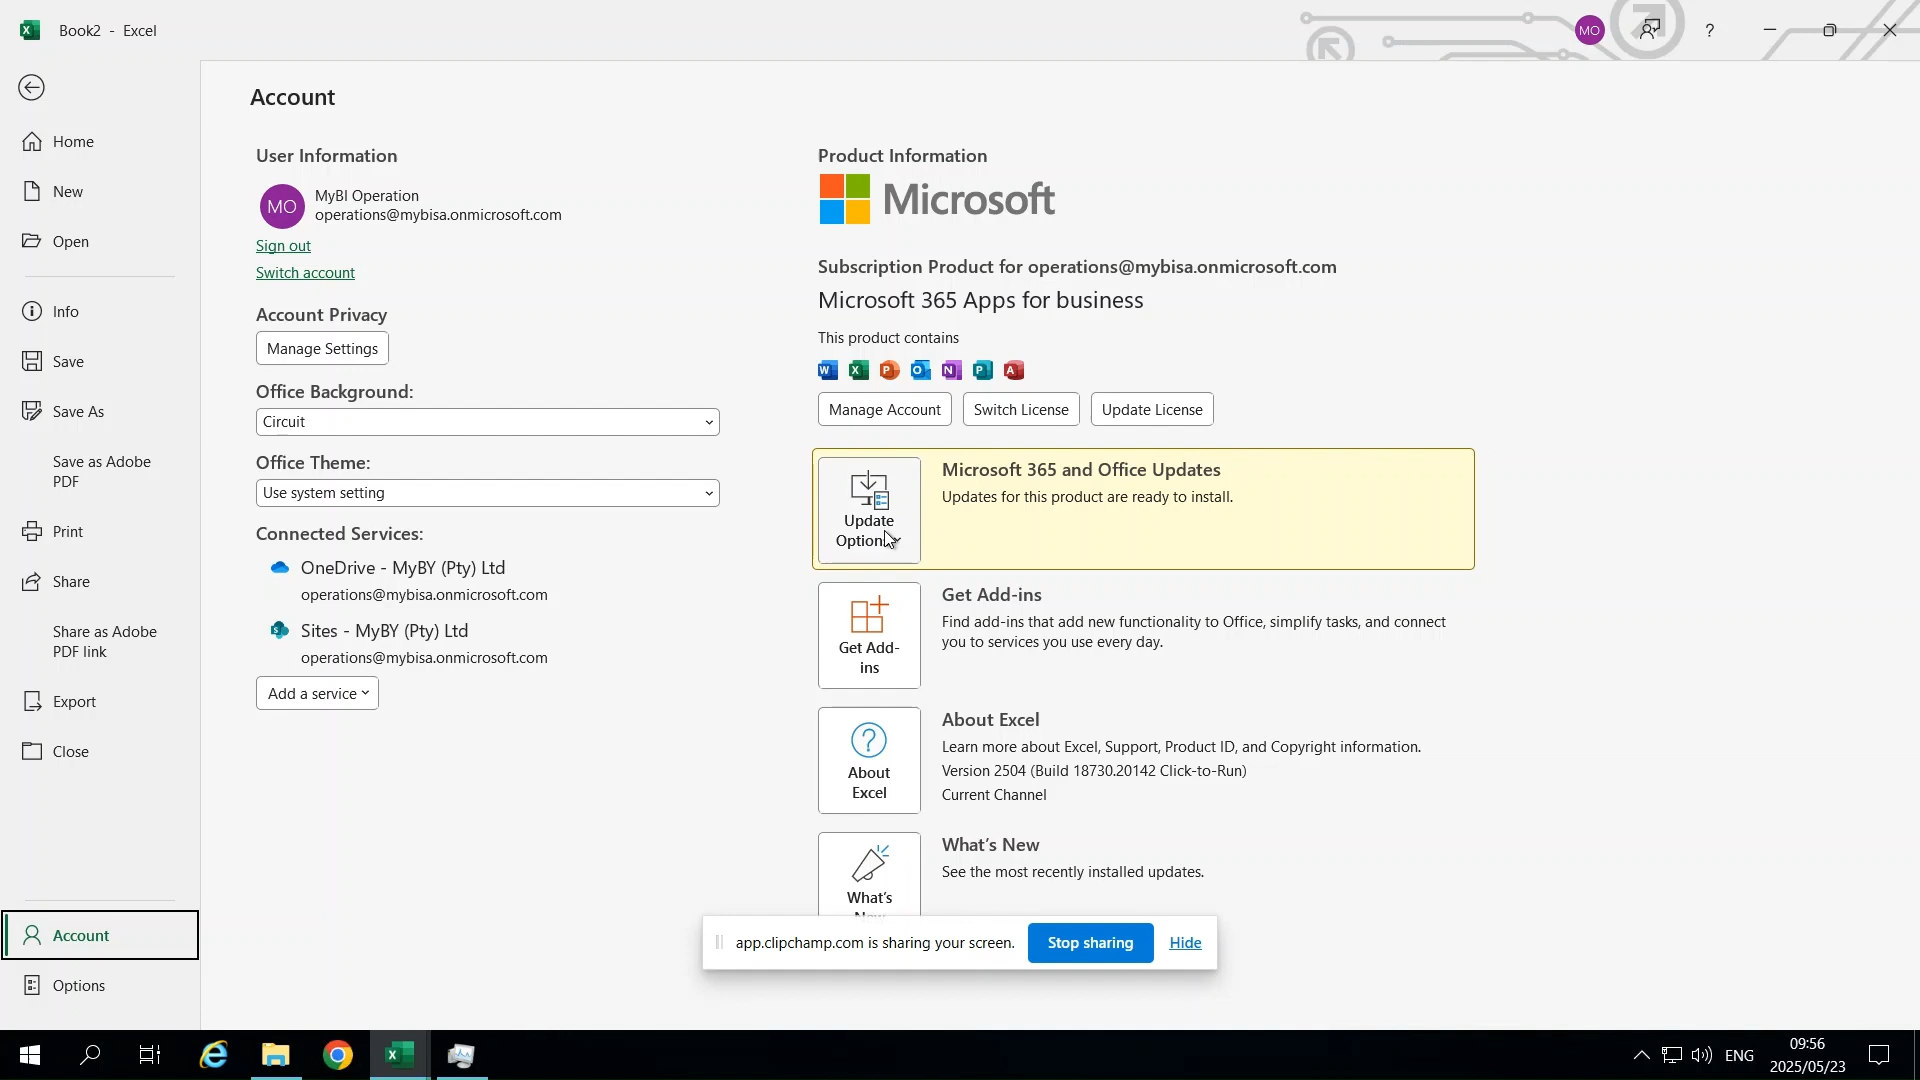 Book2 - Excel
MO
?
Home
New
Open
Info
Save
Save As
Save as Adobe
PDF
Print
Share
Share as Adobe
PDF link
Export
Close
Account
Options
Account
User Information
MO
MyBI Operation
operations@mybisa.onmicrosoft.com
Sign out
Switch account
Account Privacy
Manage Settings
Office Background:
Circuit
Office Theme:
Use system setting
Connected Services:
OneDrive - MyBY (Pty) Ltd
operations@mybisa.onmicrosoft.com
Sites - MyBY (Pty) Ltd
operations@mybisa.onmicrosoft.com
Add a service
Product Information
Microsoft
Subscription Product for operations@mybisa.onmicrosoft.com
Microsoft 365 Apps for business
This product contains
Manage Account
Switch License
Update License
Update
Option
Microsoft 365 and Office Updates
Updates for this product are ready to install.
Get Add-
ins
Get Add-ins
Find add-ins that add new functionality to Office, simplify tasks, and connect
you to services you use every day.
About
Excel
About Excel
Learn more about Excel, Support, Product ID, and Copyright information.
Version 2504 (Build 18730.20142 Click-to-Run)
Current Channel
What's
What's New
See the most recently installed updates.
app.clipchamp.com is sharing your screen.
Stop sharing
Hide
ENG
09:56
2025/05/23